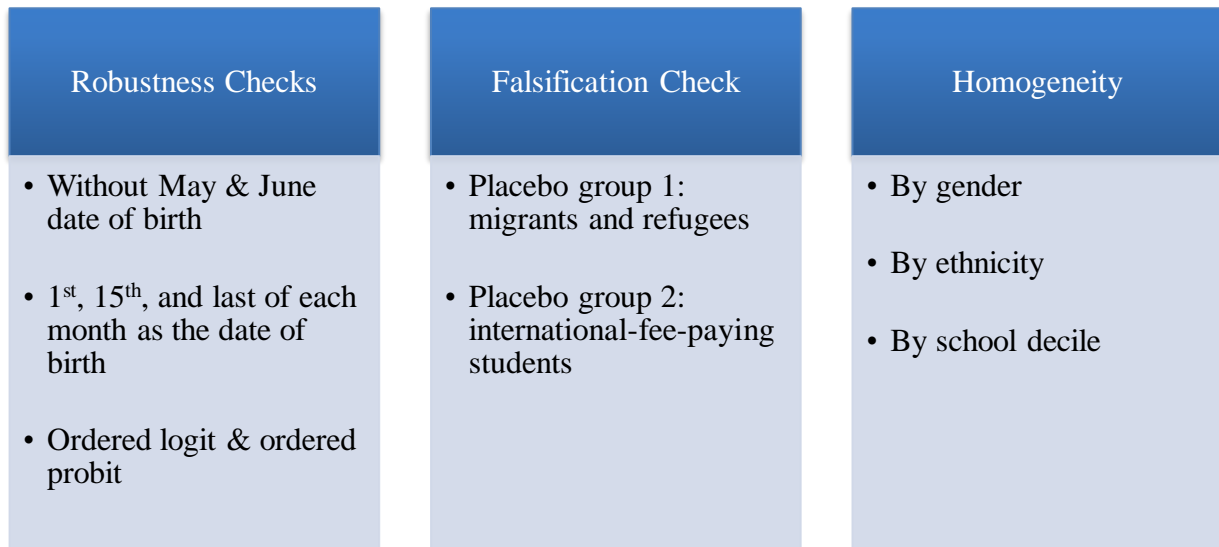 Robustness Checks
• Without May & June
date of birth
• 1st, 15th, and last of each
month as the date of
birth
• Ordered logit & ordered
probit
Falsification Check
• Placebo group 1:
migrants and refugees
• Placebo group 2:
international-fee-paying
students
Homogeneity
• By gender
• By ethnicity
• By school decile